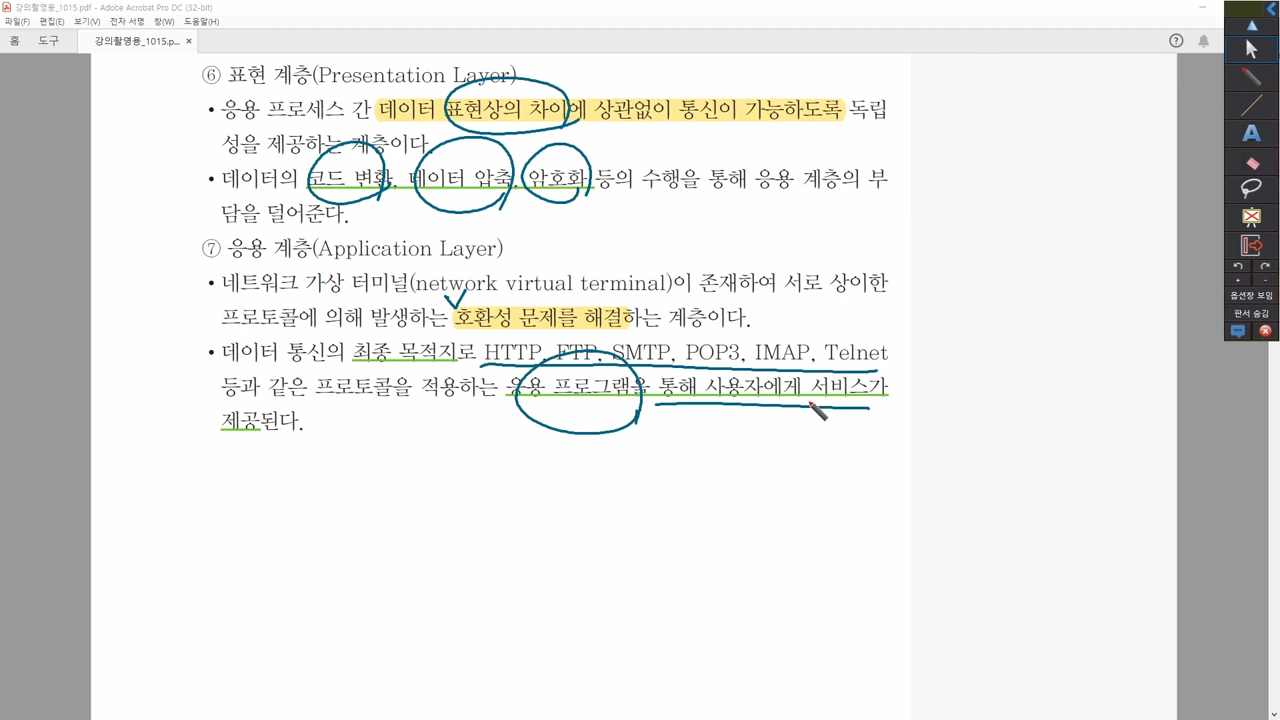 강의촬영용_1015.pdf - Adobe Acrobat Pro DC (32-bit)
파일(F) 편집(E) 보기(V) 전자 서명 창(W) 도움말(H)
홈 도구 강의촬영용_1015.p... ×
⑥ 표현 계층(Presentation Layer)
• 응용 프로세스 간 데이터 표현상의 차이에 상관없이 통신이 가능하도록 독립
성을 제공하는 계층이다.
• 데이터의 코드 변환, 데이터 압축, 암호화 등의 수행을 통해 응용 계층의 부
담을 덜어준다.
⑦ 응용 계층(Application Layer)
• 네트워크 가상 터미널(network virtual terminal)이 존재하여 서로 상이한
프로토콜에 의해 발생하는 호환성 문제를 해결하는 계층이다.
• 데이터 통신의 최종 목적지로 HTTP, FTP, SMTP, POP3, IMAP, Telnet
등과 같은 프로토콜을 적용하는 응용 프로그램을 통해 사용자에게 서비스가
제공된다.
옵션창 보임
판서 숨김